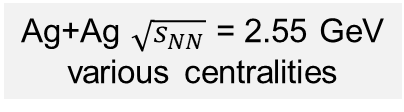 Ag+Ag √s_NN = 2.55 GeV
various centralities